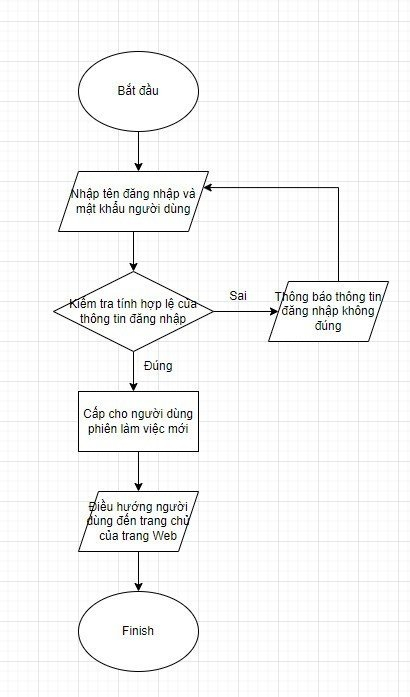 Bắt đầu
Nhập tên đăng nhập và
mật khẩu người dùng
Kiểm tra tính hợp lệ của
thông tin đăng nhập
Sai
Thông báo thông tin
đăng nhập không
đúng
Đúng
Cấp cho người dùng
phiên làm việc mới
Điều hướng người
dùng đến trang chủ
của trang Web
Finish